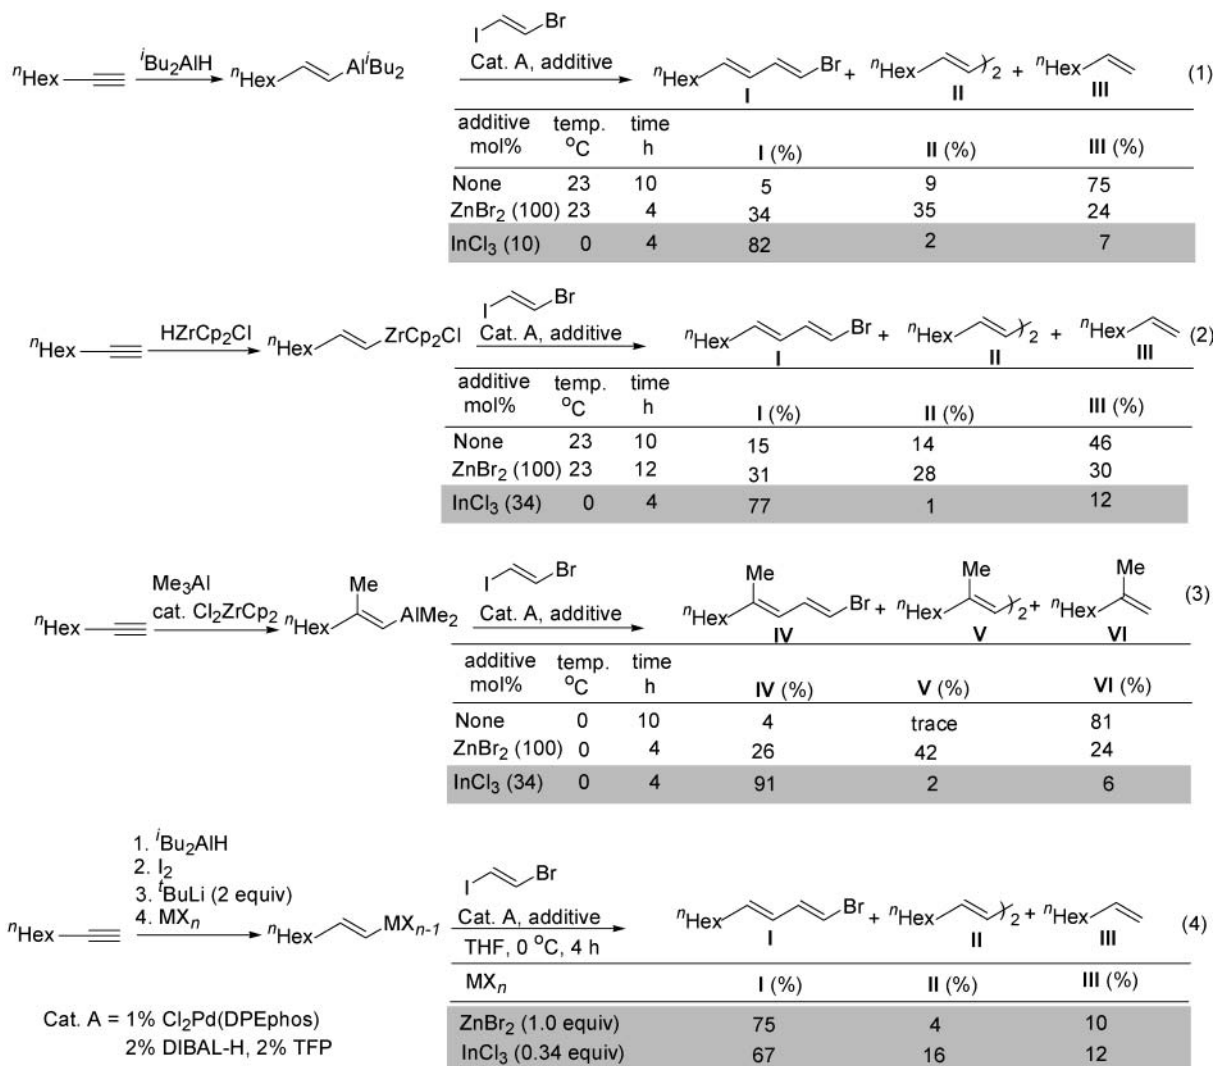 ⁿHex
ⁱBu₂AlH
ⁿHex AlⁱBu₂
I Br
Cat. A, additive
ⁿHex Br + ⁿHex )₂ + ⁿHex (1)
I II III
additive mol% temp. °C time h I (%) II (%) III (%)
None 23 10 5 9 75
ZnBr₂ (100) 23 4 34 35 24
InCl₃ (10) 0 4 82 2 7
ⁿHex
HZrCp₂Cl
ⁿHex ZrCp₂Cl
I Br
Cat. A, additive
ⁿHex Br + ⁿHex )₂ + ⁿHex (2)
I II III
additive mol% temp. °C time h I (%) II (%) III (%)
None 23 10 15 14 46
ZnBr₂ (100) 23 12 31 28 30
InCl₃ (34) 0 4 77 1 12
ⁿHex
Me₃Al
cat. Cl₂ZrCp₂
Me
ⁿHex AlMe₂
I Br
Cat. A, additive
Me Me Me
ⁿHex Br + ⁿHex )₂ + ⁿHex (3)
IV V VI
additive mol% temp. °C time h IV (%) V (%) VI (%)
None 0 10 4 trace 81
ZnBr₂ (100) 0 4 26 42 24
InCl₃ (34) 0 4 91 2 6
ⁿHex
1. ⁱBu₂AlH
2. I₂
3. ᵗBuLi (2 equiv)
4. MXₙ
ⁿHex MXₙ₋₁
I Br
Cat. A, additive
THF, 0 °C, 4 h
ⁿHex Br + ⁿHex )₂ + ⁿHex (4)
I II III
MXₙ I (%) II (%) III (%)
ZnBr₂ (1.0 equiv) 75 4 10
InCl₃ (0.34 equiv) 67 16 12
Cat. A = 1% Cl₂Pd(DPEphos)
2% DIBAL-H, 2% TFP